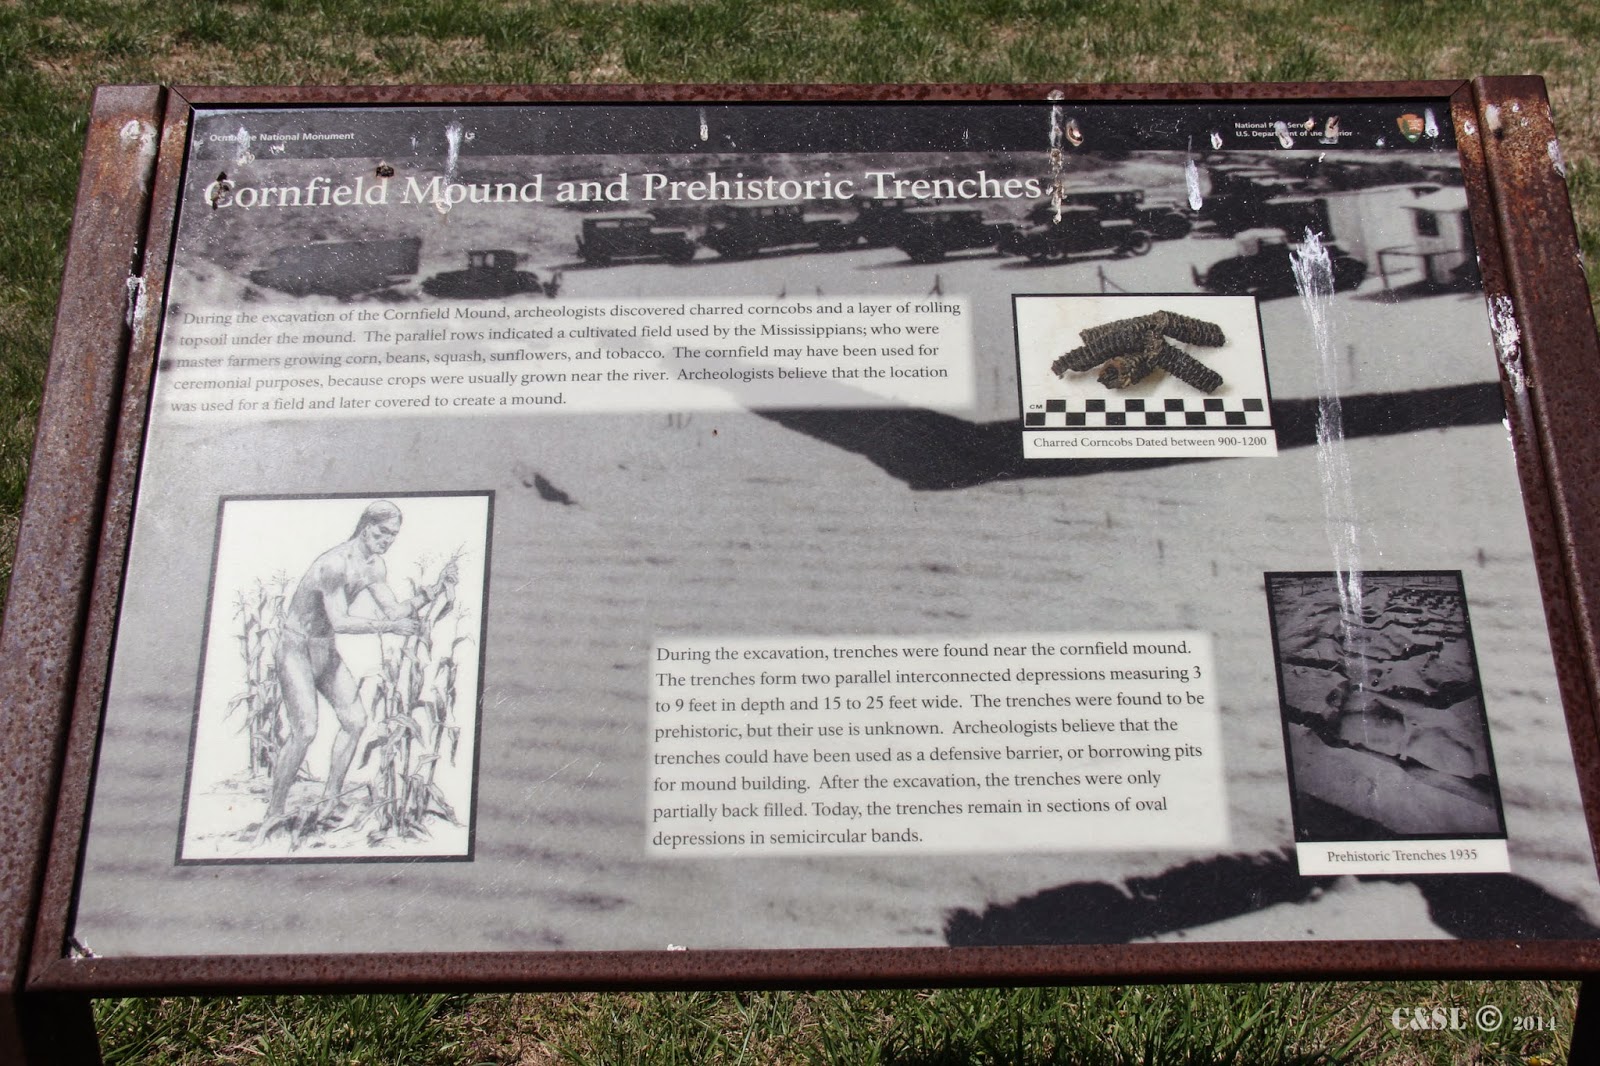 National Monument
National Park Service
U.S. Department of the Interior
Cornfield Mound and Prehistoric Trenches
During the excavation of the Cornfield Mound, archeologists discovered charred corncobs and a layer of rolling
topsoil under the mound. The parallel rows indicated a cultivated field used by the Mississippians; who were
master farmers growing corn, beans, squash, sunflowers, and tobacco. The cornfield may have been used for
ceremonial purposes, because crops were usually grown near the river. Archeologists believe that the location
was used for a field and later covered to create a mound.
CM
Charred Corncobs Dated between 900-1200
During the excavation, trenches were found near the cornfield mound.
The trenches form two parallel interconnected depressions measuring 3
to 9 feet in depth and 15 to 25 feet wide. The trenches were found to be
prehistoric, but their use is unknown. Archeologists believe that the
trenches could have been used as a defensive barrier, or borrowing pits
for mound building. After the excavation, the trenches were only
partially back filled. Today, the trenches remain in sections of oval
depressions in semicircular bands.
Prehistoric Trenches 1935
C&SL © 2014